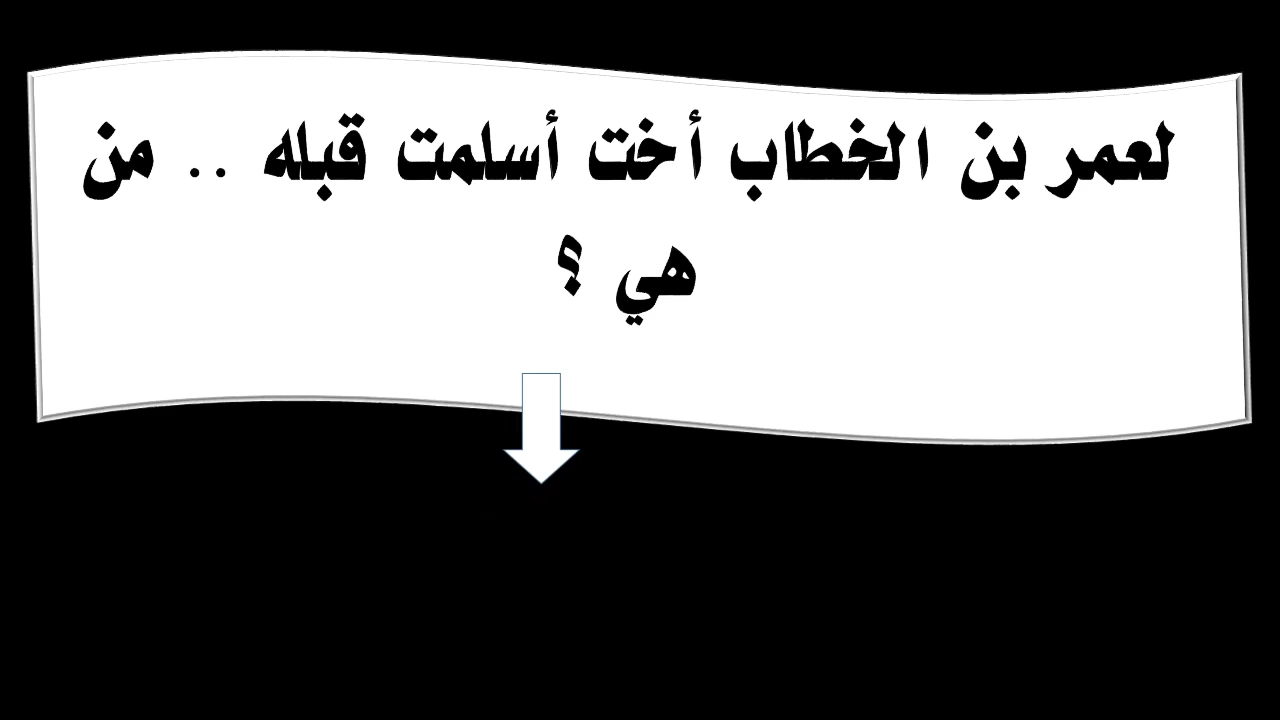 لعمر بن الخطاب أخت أسلمت قبله .. من
هي ؟